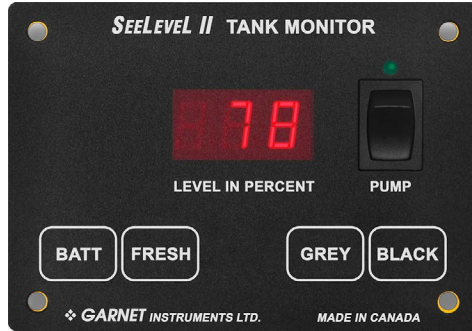 SEELEVEL II TANK MONITOR
78
LEVEL IN PERCENT
PUMP
BATT FRESH GREY BLACK
❖ GARNET INSTRUMENTS LTD. MADE IN CANADA